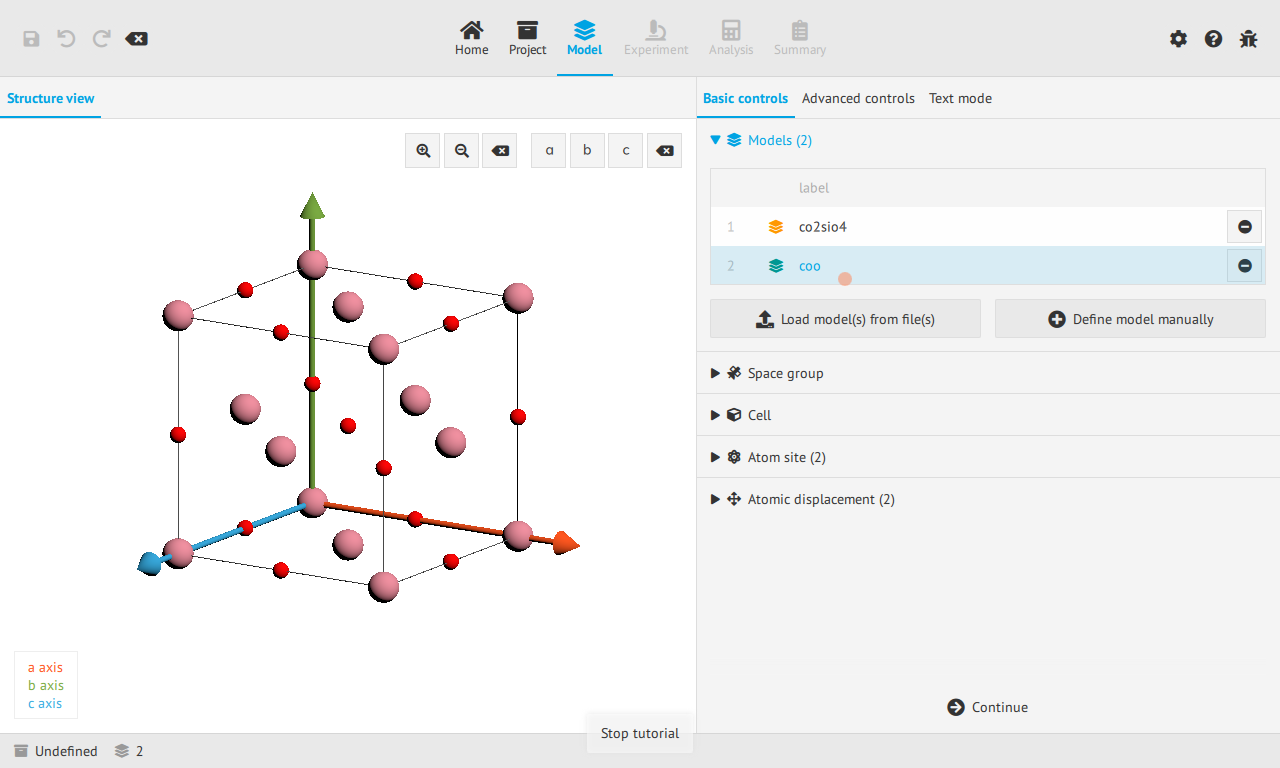 Home
Project
Model
Experiment
Analysis
Summary
Structure view
Basic controls
Advanced controls
Text mode
a
b
c
Models (2)
label
1
co2sio4
2
coo
Load model(s) from file(s)
Define model manually
Space group
Cell
Atom site (2)
Atomic displacement (2)
a axis
b axis
c axis
Continue
Stop tutorial
Undefined
2